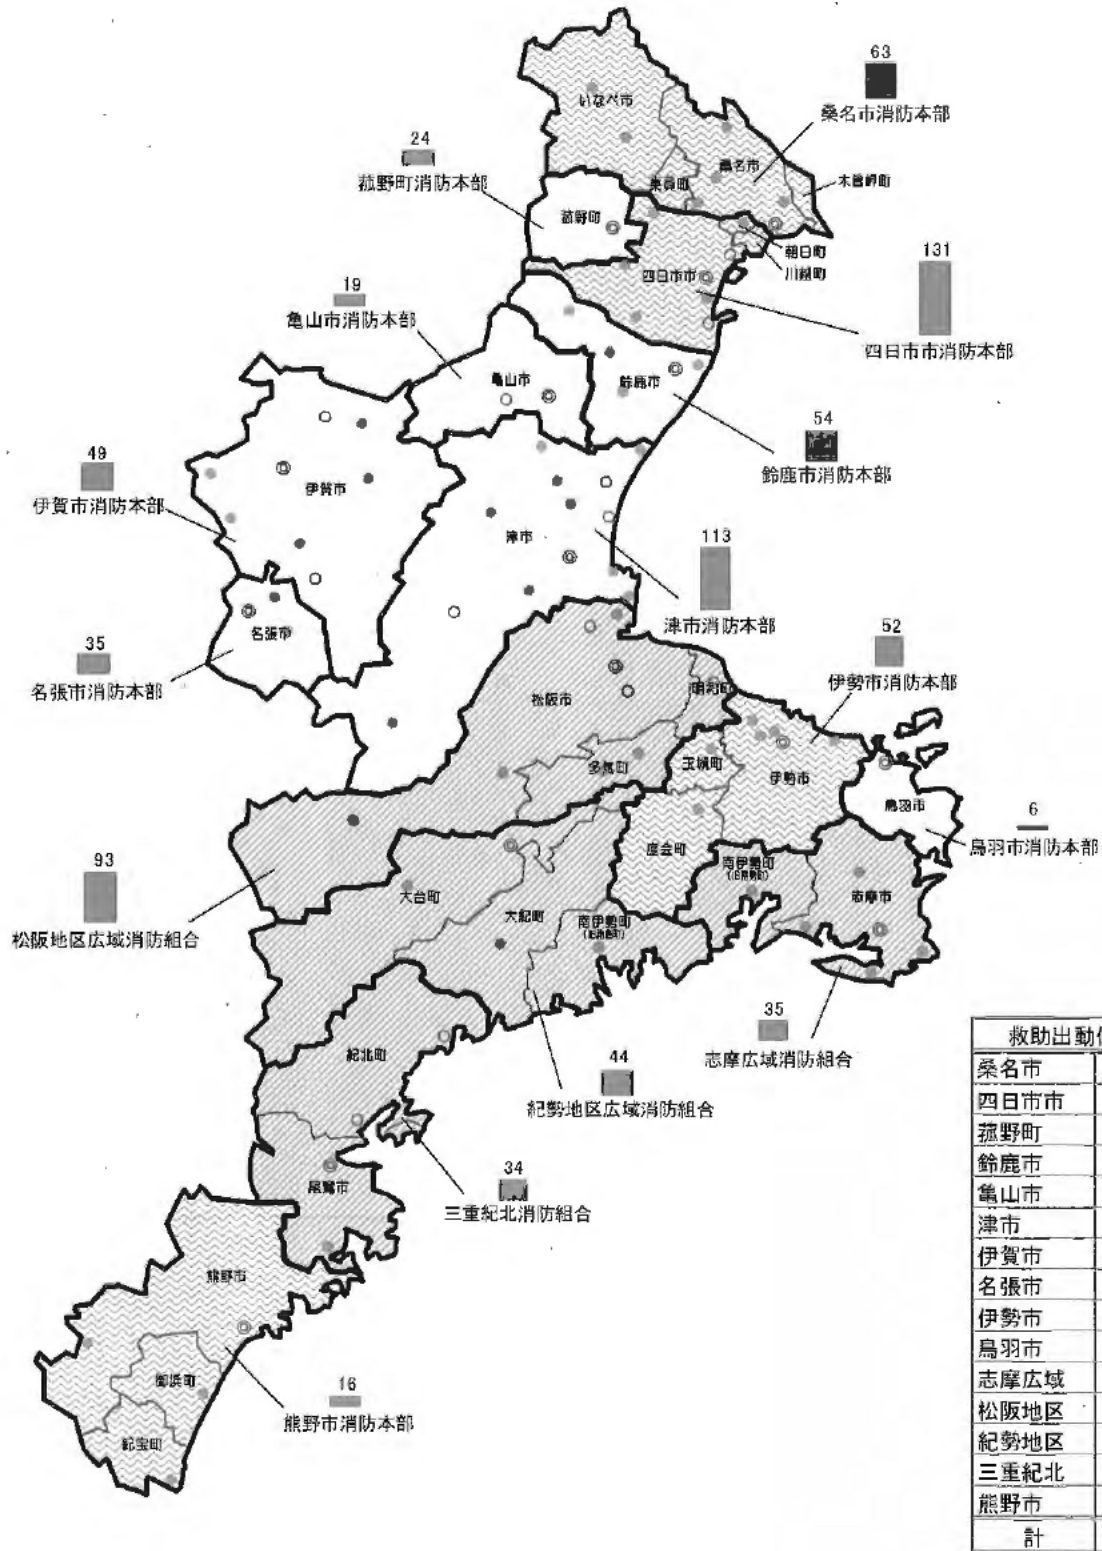 63
桑名市消防本部
いなべ市
24
菰野町消防本部
桑名市
東員町
木曽岬町
菰野町
朝日町
川越町
131
四日市市
19
亀山市消防本部
四日市市消防本部
亀山市
鈴鹿市
54
鈴鹿市消防本部
49
伊賀市消防本部
伊賀市
津市
113
津市消防本部
52
伊勢市消防本部
名張市
35
名張市消防本部
松阪市
明和町
多気町
玉城町
伊勢市
鳥羽市
6
鳥羽市消防本部
度会町
南伊勢町
93
松阪地区広域消防組合
大台町
大紀町
南伊勢町
志摩市
35
志摩広域消防組合
紀北町
44
紀勢地区広域消防組合
34
三重紀北消防組合
尾鷲市
熊野市
御浜町
16
熊野市消防本部
紀宝町
救助出動
桑名市
四日市市
菰野町
鈴鹿市
亀山市
津市
伊賀市
名張市
伊勢市
鳥羽市
志摩広域
松阪地区
紀勢地区
三重紀北
熊野市
計